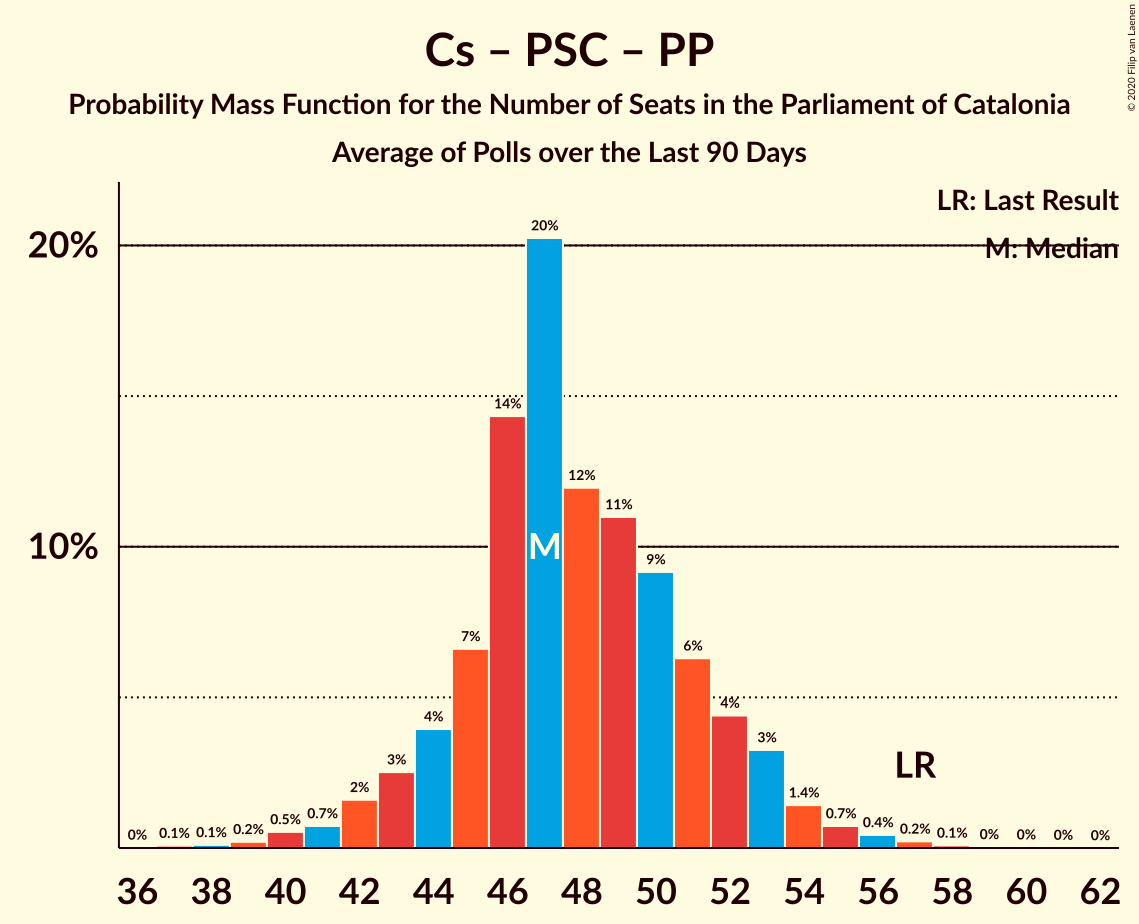 Cs – PSC – PP
Probability Mass Function for the Number of Seats in the Parliament of Catalonia
Average of Polls over the Last 90 Days
© 2020 Filip van Laenen
LR: Last Result
M: Median
20%
10%
0% 0.1% 0.1% 0.2% 0.5% 0.7% 2% 3% 4% 7% 14% 20% 12% 11% 9% 6% 4% 3% 1.4% 0.7% 0.4% 0.2% 0.1% 0% 0% 0% 0%
M
LR
36 38 40 42 44 46 48 50 52 54 56 58 60 62